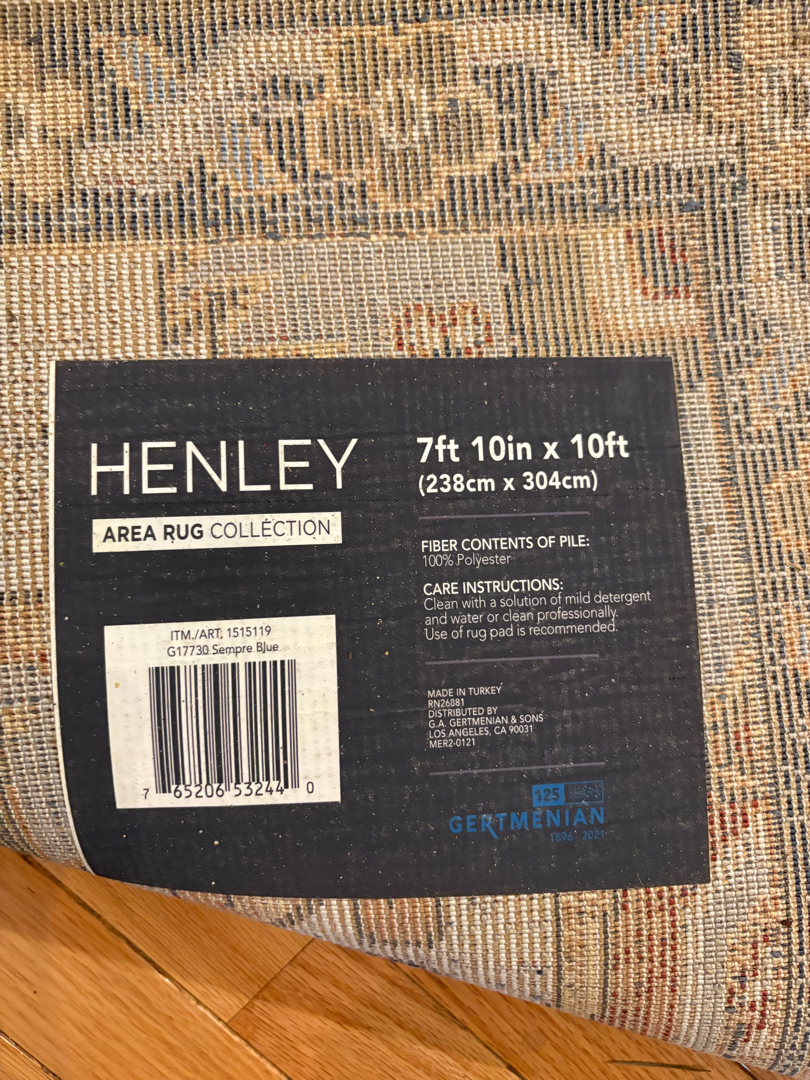 HENLEY
AREA RUG COLLECTION
ITM./ART. 1515119
G17730 Sempre Blue
7 65206 53244 0
7ft 10in x 10ft
(238cm x 304cm)
FIBER CONTENTS OF PILE:
100% Polyester
CARE INSTRUCTIONS:
Clean with a solution of mild detergent
and water or clean professionally.
Use of rug pad is recommended.
MADE IN TURKEY
RN26881
DISTRIBUTED BY
G.A. GERTMENIAN & SONS
LOS ANGELES, CA 90031
MER2-0121
125 YEARS
GERTMENIAN
1896 2021